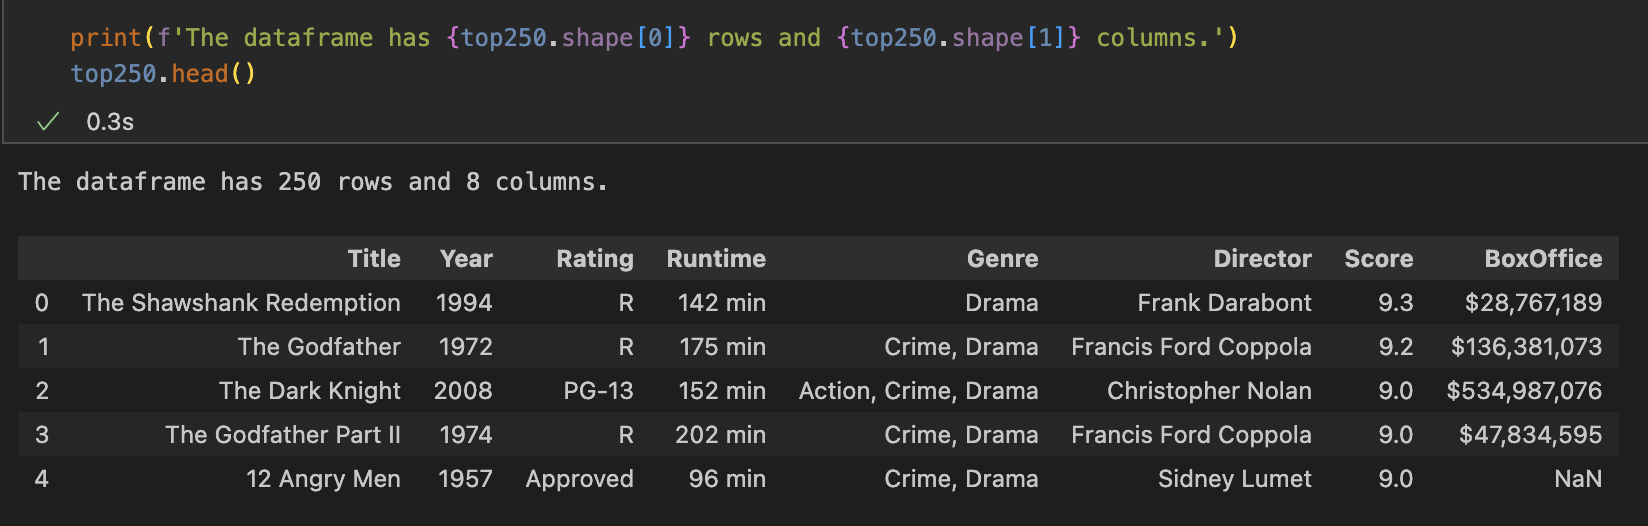 print(f'The dataframe has {top250.shape[0]} rows and {top250.shape[1]} columns.')
top250.head()
✓ 0.3s
The dataframe has 250 rows and 8 columns.
Title Year Rating Runtime Genre Director Score BoxOffice
0 The Shawshank Redemption 1994 R 142 min Drama Frank Darabont 9.3 $28,767,189
1 The Godfather 1972 R 175 min Crime, Drama Francis Ford Coppola 9.2 $136,381,073
2 The Dark Knight 2008 PG-13 152 min Action, Crime, Drama Christopher Nolan 9.0 $534,987,076
3 The Godfather Part II 1974 R 202 min Crime, Drama Francis Ford Coppola 9.0 $47,834,595
4 12 Angry Men 1957 Approved 96 min Crime, Drama Sidney Lumet 9.0 NaN